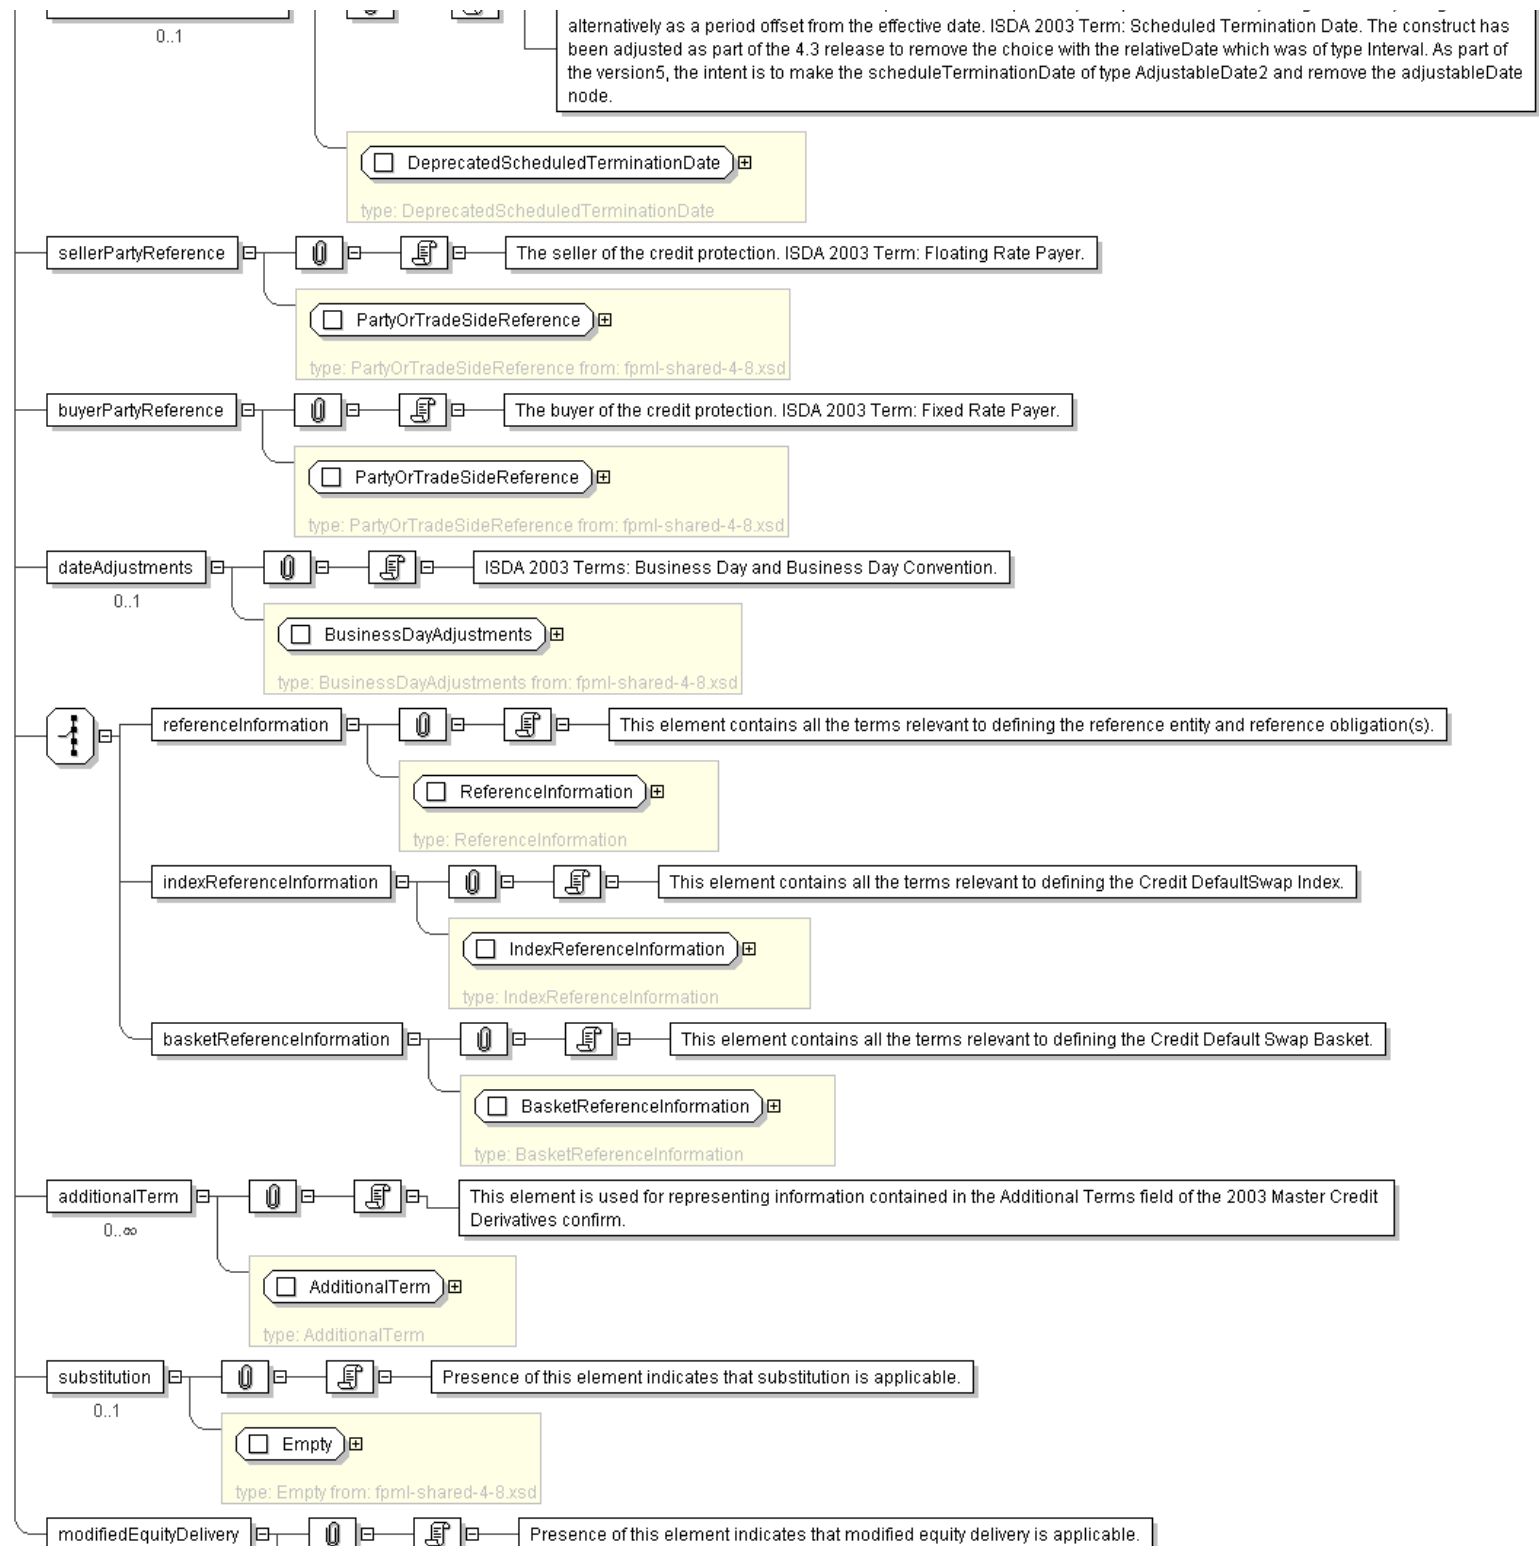 0..1
alternatively as a period offset from the effective date. ISDA 2003 Term: Scheduled Termination Date. The construct has
been adjusted as part of the 4.3 release to remove the choice with the relativeDate which was of type Interval. As part of
the version5, the intent is to make the scheduleTerminationDate of type AdjustableDate2 and remove the adjustableDate
node.
DeprecatedScheduledTerminationDate
type: DeprecatedScheduledTerminationDate
sellerPartyReference
The seller of the credit protection. ISDA 2003 Term: Floating Rate Payer.
PartyOrTradeSideReference
type: PartyOrTradeSideReference from: fpml-shared-4-8.xsd
buyerPartyReference
The buyer of the credit protection. ISDA 2003 Term: Fixed Rate Payer.
PartyOrTradeSideReference
type: PartyOrTradeSideReference from: fpml-shared-4-8.xsd
dateAdjustments
ISDA 2003 Terms: Business Day and Business Day Convention.
0..1
BusinessDayAdjustments
type: BusinessDayAdjustments from: fpml-shared-4-8.xsd
referenceInformation
This element contains all the terms relevant to defining the reference entity and reference obligation(s).
ReferenceInformation
type: ReferenceInformation
indexReferenceInformation
This element contains all the terms relevant to defining the Credit DefaultSwap Index.
IndexReferenceInformation
type: IndexReferenceInformation
basketReferenceInformation
This element contains all the terms relevant to defining the Credit Default Swap Basket.
BasketReferenceInformation
type: BasketReferenceInformation
additionalTerm
0..∞
This element is used for representing information contained in the Additional Terms field of the 2003 Master Credit
Derivatives confirm.
AdditionalTerm
type: AdditionalTerm
substitution
Presence of this element indicates that substitution is applicable.
0..1
Empty
type: Empty from: fpml-shared-4-8.xsd
modifiedEquityDelivery
Presence of this element indicates that modified equity delivery is applicable.